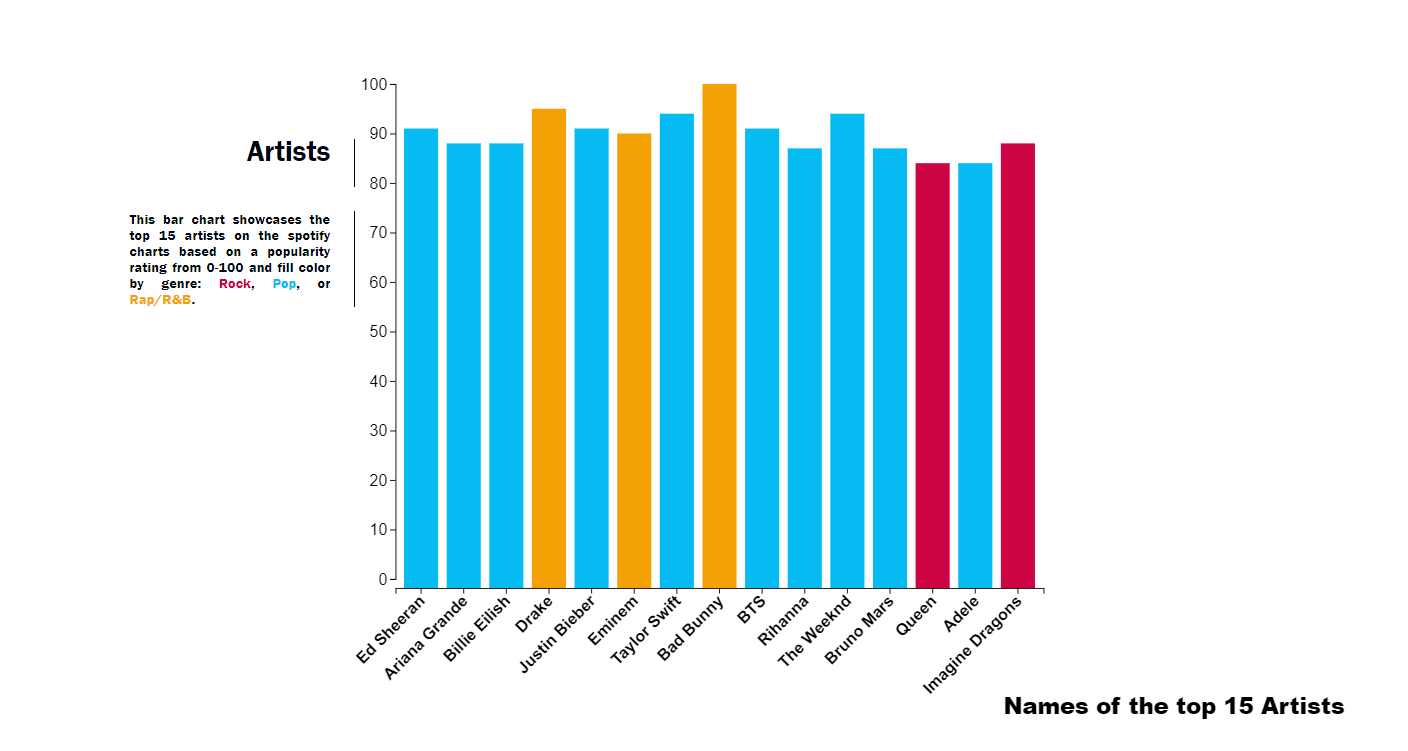 Artists
This bar chart showcases the
top 15 artists on the spotify
charts based on a popularity
rating from 0-100 and fill color
by genre: Rock, Pop, or
Rap/R&B.
100
90
80
70
60
50
40
30
20
10
0
Ed Sheeran
Ariana Grande
Billie Eilish
Drake
Justin Bieber
Eminem
Taylor Swift
Bad Bunny
BTS
Rihanna
The Weeknd
Bruno Mars
Queen
Adele
Imagine Dragons
Names of the top 15 Artists